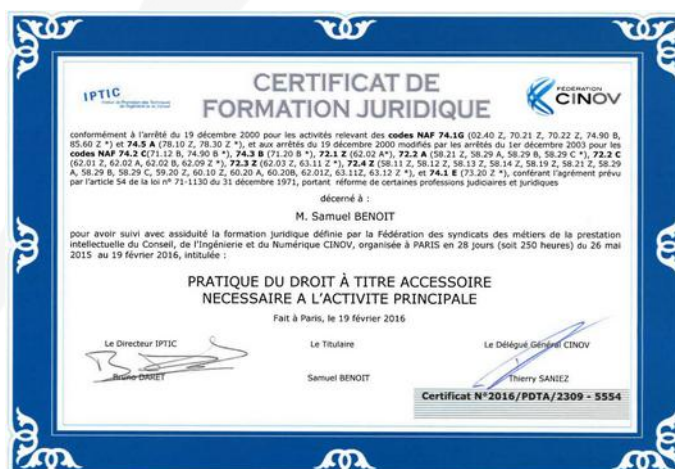 IPTIC
CERTIFICAT DE
FORMATION JURIDIQUE
FÉDÉRATION
CINOV
conformément à l'arrêté du 19 décembre 2000 pour les activités relevant des codes NAF 74.1G (02.40 Z, 70.21 Z, 70.22 Z, 74.90 B,
85.60 Z *) et 74.5 A (78.10 Z, 78.30 Z *), et aux arrêtés du 19 décembre 2000 modifiés par les arrêtés du 1er décembre 2003 pour les
codes NAF 74.2 C(71.12 B, 74.90 B *), 74.3 B (71.20 B *), 72.1 Z (62.02 A*), 72.2 A (58.21 Z, 58.29 A, 58.29 B, 58.29 C *), 72.2 C
(62.01 Z, 62.02 A, 62.02 B, 62.09 Z *), 72.3 Z (62.03 Z, 63.11 Z *), 72.4 Z (58.11 Z, 58.12 Z, 58.13 Z, 58.14 Z, 58.19 Z, 58.21 Z, 58.29
A, 58.29 B, 58.29 C, 59.20 Z, 60.10 Z, 60.20 A, 60.20B, 62.01Z, 63.11Z, 63.12 Z *), et 74.1 E (73.20 Z *), conférant l'agrément prévu
par l'article 54 de la loi n° 71-1130 du 31 décembre 1971, portant réforme de certaines professions judiciaires et juridiques
décerné à :
M. Samuel BENOIT
pour avoir suivi avec assiduité la formation juridique définie par la Fédération des syndicats des métiers de la prestation
intellectuelle du Conseil, de l'Ingénierie et du Numérique CINOV, organisée à PARIS en 28 jours (soit 250 heures) du 26 mai
2015 au 19 février 2016, intitulée :
PRATIQUE DU DROIT À TITRE ACCESSOIRE
NECESSAIRE A L'ACTIVITE PRINCIPALE
Fait à Paris, le 19 février 2016
Le Directeur IPTIC
Le Titulaire
Le Délégué Général CINOV
Bruno DARET
Samuel BENOIT
Thierry SANIEZ
Certificat N°2016/PDTA/2309 - 5554